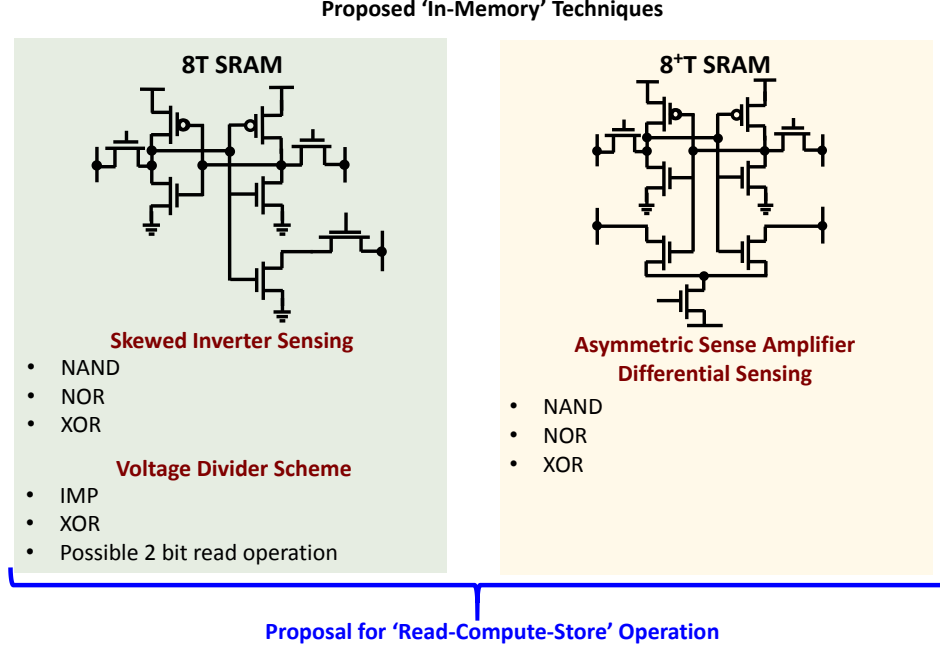 Proposed ‘In-Memory’ Techniques
8T SRAM
Skewed Inverter Sensing
• NAND
• NOR
• XOR
Voltage Divider Scheme
• IMP
• XOR
• Possible 2 bit read operation
8⁺T SRAM
Asymmetric Sense Amplifier
Differential Sensing
• NAND
• NOR
• XOR
Proposal for ‘Read-Compute-Store’ Operation